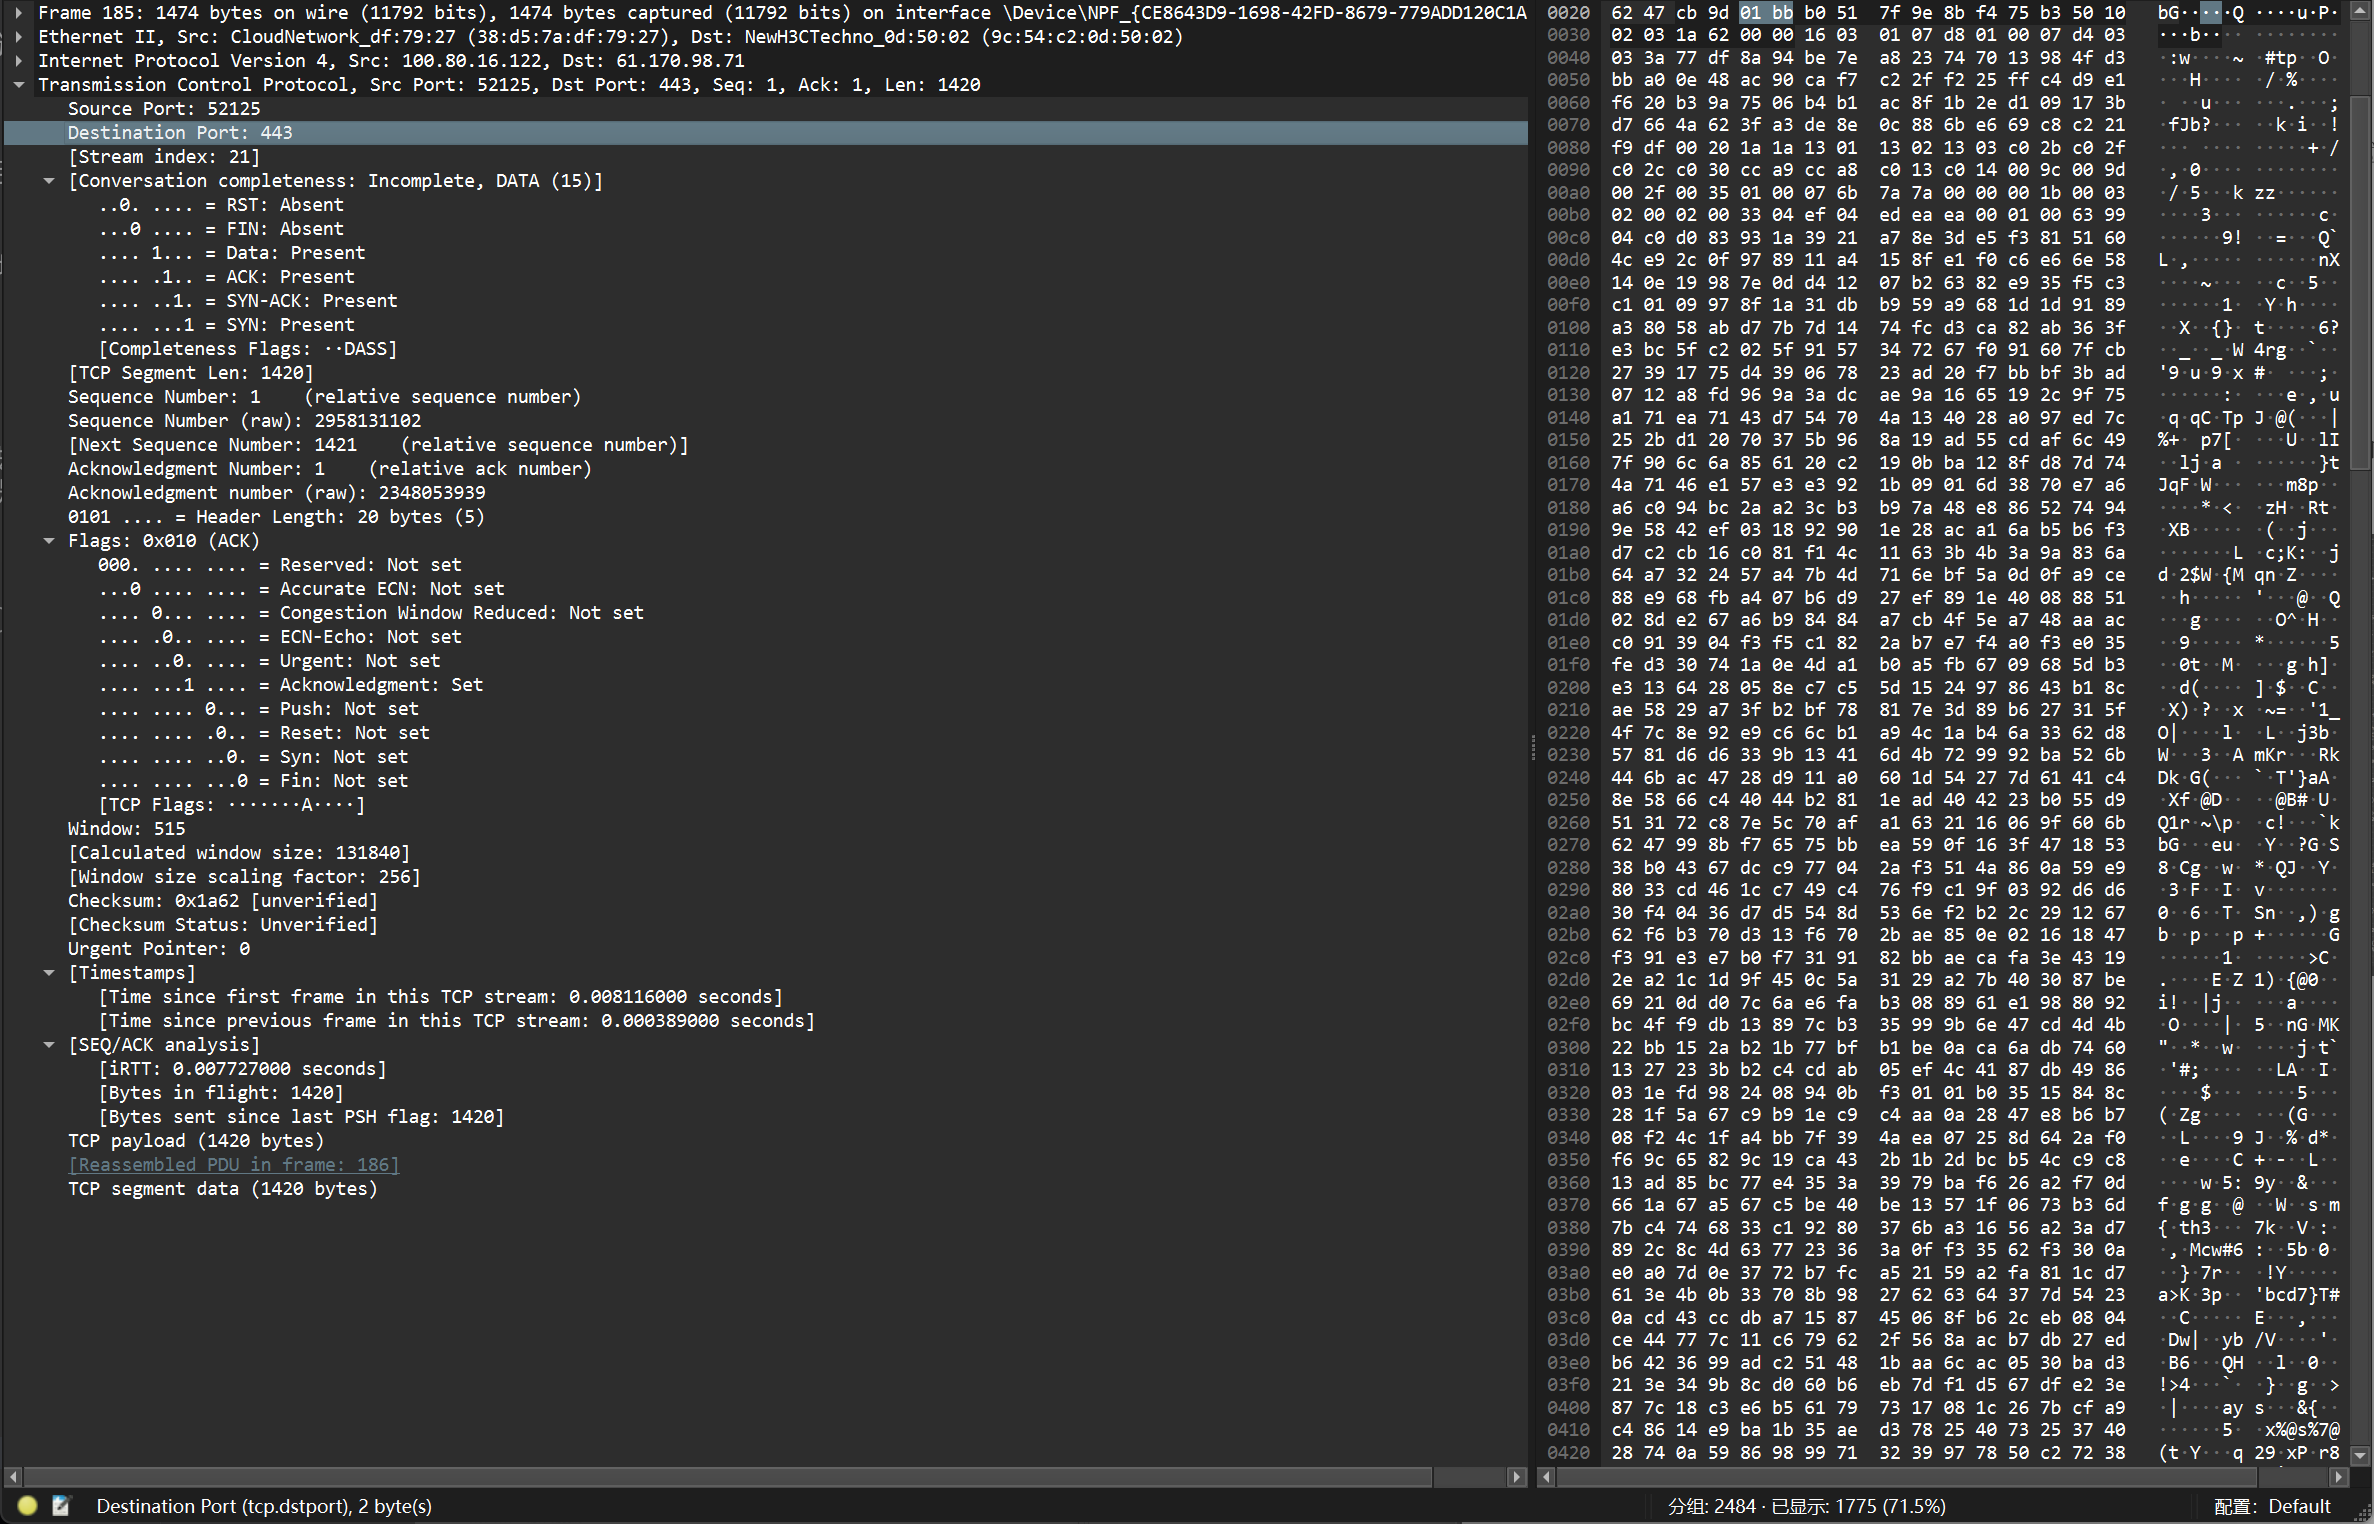 Frame 185: 1474 bytes on wire (11792 bits), 1474 bytes captured (11792 bits) on interface \Device\NPF_{CE8643D9-1698-42FD-8679-779ADD120C1A
Ethernet II, Src: CloudNetwork_df:79:27 (38:d5:7a:df:79:27), Dst: NewH3CTechno_0d:50:02 (9c:54:c2:0d:50:02)
Internet Protocol Version 4, Src: 100.80.16.122, Dst: 61.170.98.71
Transmission Control Protocol, Src Port: 52125, Dst Port: 443, Seq: 1, Ack: 1, Len: 1420
Source Port: 52125
Destination Port: 443
[Stream index: 21]
[Conversation completeness: Incomplete, DATA (15)]
..0. .... = RST: Absent
...0 .... = FIN: Absent
.... 1... = Data: Present
.... .1.. = ACK: Present
.... ..1. = SYN-ACK: Present
.... ...1 = SYN: Present
[Completeness Flags: ··DASS]
[TCP Segment Len: 1420]
Sequence Number: 1    (relative sequence number)
Sequence Number (raw): 2958131102
[Next Sequence Number: 1421    (relative sequence number)]
Acknowledgment Number: 1    (relative ack number)
Acknowledgment number (raw): 2348053939
0101 .... = Header Length: 20 bytes (5)
Flags: 0x010 (ACK)
000. .... .... = Reserved: Not set
...0 .... .... = Accurate ECN: Not set
.... 0... .... = Congestion Window Reduced: Not set
.... .0.. .... = ECN-Echo: Not set
.... ..0. .... = Urgent: Not set
.... ...1 .... = Acknowledgment: Set
.... .... 0... = Push: Not set
.... .... .0.. = Reset: Not set
.... .... ..0. = Syn: Not set
.... .... ...0 = Fin: Not set
[TCP Flags: ·······A····]
Window: 515
[Calculated window size: 131840]
[Window size scaling factor: 256]
Checksum: 0x1a62 [unverified]
[Checksum Status: Unverified]
Urgent Pointer: 0
[Timestamps]
[Time since first frame in this TCP stream: 0.008116000 seconds]
[Time since previous frame in this TCP stream: 0.000389000 seconds]
[SEQ/ACK analysis]
[iRTT: 0.007727000 seconds]
[Bytes in flight: 1420]
[Bytes sent since last PSH flag: 1420]
TCP payload (1420 bytes)
[Reassembled PDU in frame: 186]
TCP segment data (1420 bytes)
0020 62 47 cb 9d 01 bb b0 51 7f 9e 8b f4 75 b3 50 10
0030 02 03 1a 62 00 00 16 03 01 07 d8 01 00 07 d4 03
0040 03 3a 77 df 8a 94 be 7e a8 23 74 70 13 98 4f d3
0050 bb a0 0e 48 ac 90 ca f7 c2 2f f2 25 ff c4 d9 e1
0060 f6 20 b3 9a 75 06 b4 b1 ac 8f 1b 2e d1 09 17 3b
0070 d7 66 4a 62 3f a3 de 8e 0c 88 6b e6 69 c8 c2 21
0080 f9 df 00 20 1a 1a 13 01 13 02 13 03 c0 2b c0 2f
0090 c0 2c c0 30 cc a9 cc a8 c0 13 c0 14 00 9c 00 9d
00a0 00 2f 00 35 01 00 07 6b 7a 7a 00 00 00 1b 00 03
00b0 02 00 02 00 33 04 ef 04 ed ea ea 00 01 00 63 99
00c0 04 c0 d0 83 93 1a 39 21 a7 8e 3d e5 f3 81 51 60
00d0 4c e9 2c 0f 97 89 11 a4 15 8f e1 f0 c6 e6 6e 58
00e0 14 0e 19 98 7e 0d d4 12 07 b2 63 82 e9 35 f5 c3
00f0 c1 01 09 97 8f 1a 31 db b9 59 a9 68 1d 1d 91 89
0100 a3 80 58 ab d7 7b 7d 14 74 fc d3 ca 82 ab 36 3f
0110 e3 bc 5f c2 02 5f 91 57 34 72 67 f0 91 60 7f cb
0120 27 39 17 75 d4 39 06 78 23 ad 20 f7 bb bf 3b ad
0130 07 12 a8 fd 96 9a 3a dc ae 9a 16 65 19 2c 9f 75
0140 a1 71 ea 71 43 d7 54 70 4a 13 40 28 a0 97 ed 7c
0150 25 2b d1 20 70 37 5b 96 8a 19 ad 55 cd af 6c 49
0160 7f 90 6c 6a 85 61 20 c2 19 0b ba 12 8f d8 7d 74
0170 4a 71 46 e1 57 e3 e3 92 1b 09 01 6d 38 70 e7 a6
0180 a6 c0 94 bc 2a a2 3c b3 b9 7a 48 e8 86 52 74 94
0190 9e 58 42 ef 03 18 92 90 1e 28 ac a1 6a b5 b6 f3
01a0 d7 c2 cb 16 c0 81 f1 4c 11 63 3b 4b 3a 9a 83 6a
01b0 64 a7 32 24 57 a4 7b 4d 71 6e bf 5a 0d 0f a9 ce
01c0 88 e9 68 fb a4 07 b6 d9 27 ef 89 1e 40 08 88 51
01d0 02 8d e2 67 a6 b9 84 84 a7 cb 4f 5e a7 48 aa ac
01e0 c0 91 39 04 f3 f5 c1 82 2a b7 e7 f4 a0 f3 e0 35
01f0 fe d3 30 74 1a 0e 4d a1 b0 a5 fb 67 09 68 5d b3
0200 e3 13 64 28 05 8e c7 c5 5d 15 24 97 86 43 b1 8c
0210 ae 58 29 a7 3f b2 bf 78 81 7e 3d 89 b6 27 31 5f
0220 4f 7c 8e 92 e9 c6 6c b1 a9 4c 1a b4 6a 33 62 d8
0230 57 81 d6 d6 33 9b 13 41 6d 4b 72 99 92 ba 52 6b
0240 44 6b ac 47 28 d9 11 a0 60 1d 54 27 7d 61 41 c4
0250 8e 58 66 c4 40 44 b2 81 1e ad 40 42 23 b0 55 d9
0260 51 31 72 c8 7e 5c 70 af a1 63 21 16 06 9f 60 6b
0270 62 47 99 8b f7 65 75 bb ea 59 0f 16 3f 47 18 53
0280 38 b0 43 67 dc c9 77 04 2a f3 51 4a 86 0a 59 e9
0290 80 33 cd 46 1c c7 49 c4 76 f9 c1 9f 03 92 d6 d6
02a0 30 f4 04 36 d7 d5 54 8d 53 6e f2 b2 2c 29 12 67
02b0 62 f6 b3 70 d3 13 f6 70 2b ae 85 0e 02 16 18 47
02c0 f3 91 e3 e7 b0 f7 31 91 82 bb ae ca fa 3e 43 19
02d0 2e a2 1c 1d 9f 45 0c 5a 31 29 a2 7b 40 30 87 be
02e0 69 21 0d d0 7c 6a e6 fa b3 08 89 61 e1 98 80 92
02f0 bc 4f f9 db 13 89 7c b3 35 99 9b 6e 47 cd 4d 4b
0300 22 bb 15 2a b2 1b 77 bf b1 be 0a ca 6a db 74 60
0310 13 27 23 3b b2 c4 cd ab 05 ef 4c 41 87 db 49 86
0320 03 1e fd 98 24 08 94 0b f3 01 01 b0 35 15 84 8c
0330 28 1f 5a 67 c9 b9 1e c9 c4 aa 0a 28 47 e8 b6 b7
0340 08 f2 4c 1f a4 bb 7f 39 4a ea 07 25 8d 64 2a f0
0350 f6 9c 65 82 9c 19 ca 43 2b 1b 2d bc b5 4c c9 c8
0360 13 ad 85 bc 77 e4 35 3a 39 79 ba f6 26 a2 f7 0d
0370 66 1a 67 a5 67 c5 be 40 be 13 57 1f 06 73 b3 6d
0380 7b c4 74 68 33 c1 92 80 37 6b a3 16 56 a2 3a d7
0390 89 2c 8c 4d 63 77 23 36 3a 0f f3 35 62 f3 30 0a
03a0 e0 a0 7d 0e 37 72 b7 fc a5 21 59 a2 fa 81 1c d7
03b0 61 3e 4b 0b 33 70 8b 98 27 62 63 64 37 7d 54 23
03c0 0a cd 43 cc db a7 15 87 45 06 8f b6 2c eb 08 04
03d0 ce 44 77 7c 11 c6 79 62 2f 56 8a ac b7 db 27 ed
03e0 b6 42 36 99 ad c2 51 48 1b aa 6c ac 05 30 ba d3
03f0 21 3e 34 9b 8c d0 60 b6 eb 7d f1 d5 67 df e2 3e
0400 87 7c 18 c3 e6 b5 61 79 73 17 08 1c 26 7b cf a9
0410 c4 86 14 e9 ba 1b 35 ae d3 78 25 40 73 25 37 40
0420 28 74 0a 59 86 98 99 71 32 39 97 78 50 c2 72 38
Destination Port (tcp.dstport), 2 byte(s)
分组: 2484 · 已显示: 1775 (71.5%)
配置: Default